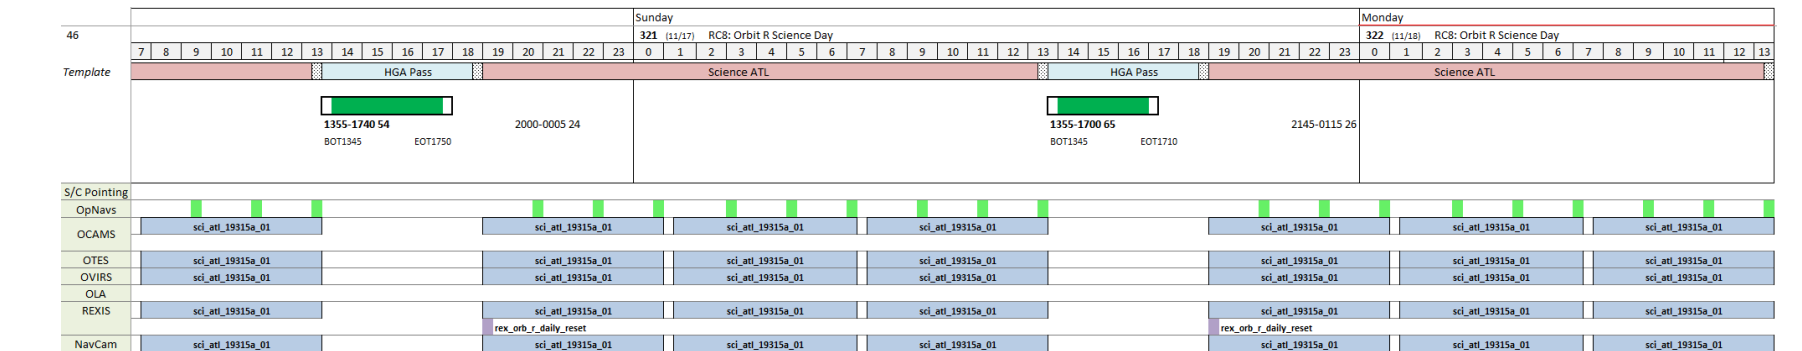 Sunday Monday
46 321 (11/17) RC8: Orbit R Science Day 322 (11/18) RC8: Orbit R Science Day
7 8 9 10 11 12 13 14 15 16 17 18 19 20 21 22 23 0 1 2 3 4 5 6 7 8 9 10 11 12 13 14 15 16 17 18 19 20 21 22 23 0 1 2 3 4 5 6 7 8 9 10 11 12 13
Template HGA Pass Science ATL HGA Pass Science ATL
1355-1740 54 2000-0005 24 1355-1700 65 2145-0115 26
BOT1345 EOT1750 BOT1345 EOT1710
S/C Pointing
OpNavs
OCAMS sci_atl_19315a_01 sci_atl_19315a_01 sci_atl_19315a_01 sci_atl_19315a_01 sci_atl_19315a_01 sci_atl_19315a_01 sci_atl_19315a_01
OTES sci_atl_19315a_01 sci_atl_19315a_01 sci_atl_19315a_01 sci_atl_19315a_01 sci_atl_19315a_01 sci_atl_19315a_01 sci_atl_19315a_01
OVIRS sci_atl_19315a_01 sci_atl_19315a_01 sci_atl_19315a_01 sci_atl_19315a_01 sci_atl_19315a_01 sci_atl_19315a_01 sci_atl_19315a_01
OLA
REXIS sci_atl_19315a_01 sci_atl_19315a_01 sci_atl_19315a_01 sci_atl_19315a_01 sci_atl_19315a_01 sci_atl_19315a_01 sci_atl_19315a_01
rex_orb_r_daily_reset rex_orb_r_daily_reset
NavCam sci_atl_19315a_01 sci_atl_19315a_01 sci_atl_19315a_01 sci_atl_19315a_01 sci_atl_19315a_01 sci_atl_19315a_01 sci_atl_19315a_01